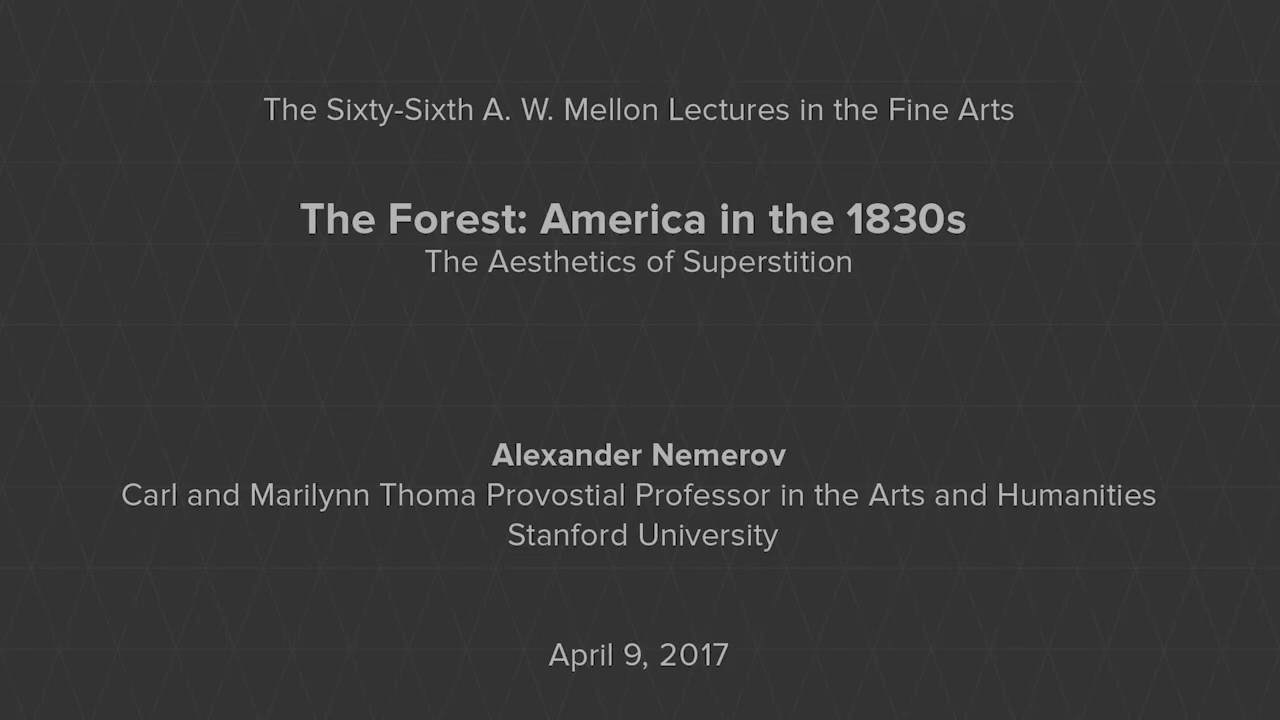 The Sixty-Sixth A. W. Mellon Lectures in the Fine Arts
The Forest: America in the 1830s
The Aesthetics of Superstition
Alexander Nemerov
Carl and Marilynn Thoma Provostial Professor in the Arts and Humanities
Stanford University
April 9, 2017